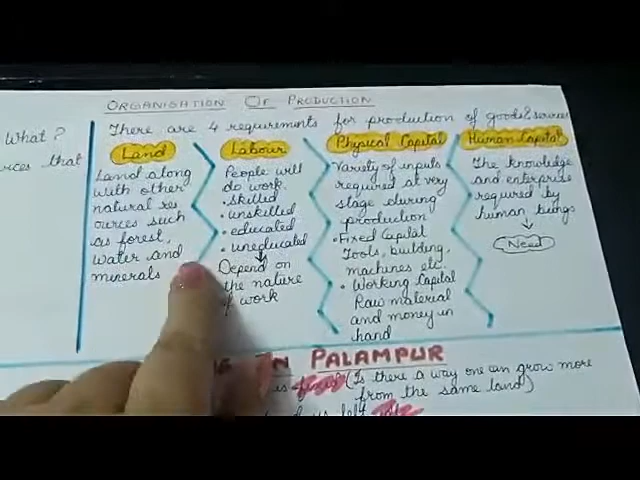 What?
rces that
ORGANISATION OF PRODUCTION
There are 4 requirements for production of goods & services
Land
Land along
with other
natural res
ources such
as forest,
water and
minerals
Labour
People will
do work.
• skilled
• unskilled
• educated
• uneducated
Depend on
the nature
of work
Physical Capital
Variety of inputs
required at every
stage during
production
• Fixed Capital
Tools, building,
machines etc.
• Working Capital
Raw material
and money in
hand
Human Capital
The knowledge
and enterprise
required by
human beings
Need
IN PALAMPUR
is fixed (Is there a way one can grow more
from the same land)
left